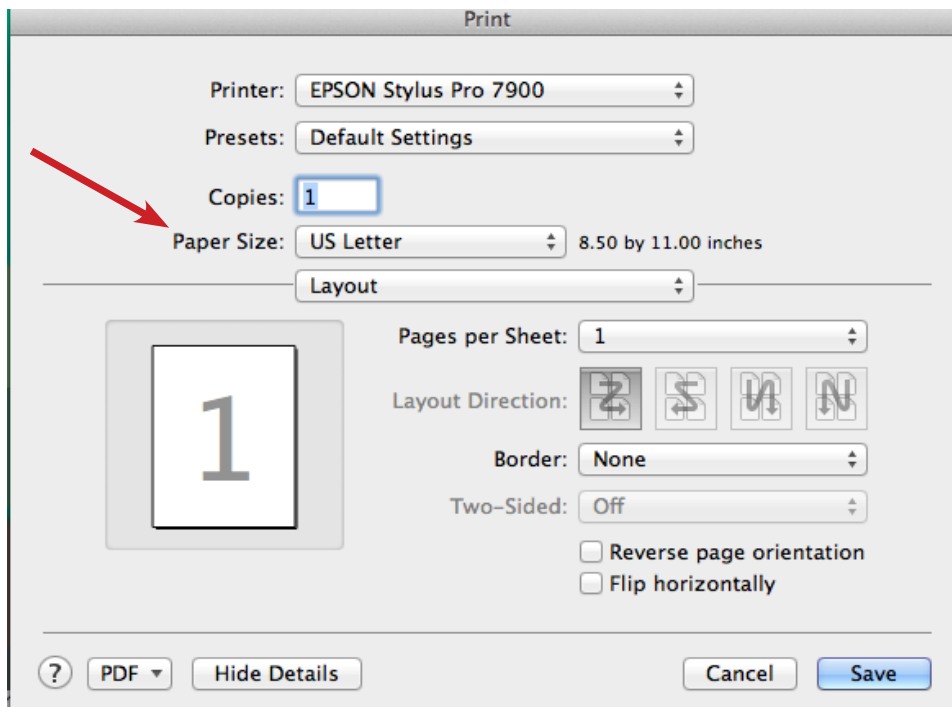 Print
Printer: EPSON Stylus Pro 7900
Presets: Default Settings
Copies: 1
Paper Size: US Letter 8.50 by 11.00 inches
Layout
1
Pages per Sheet: 1
Layout Direction:
Border: None
Two-Sided: Off
Reverse page orientation
Flip horizontally
? PDF Hide Details Cancel Save